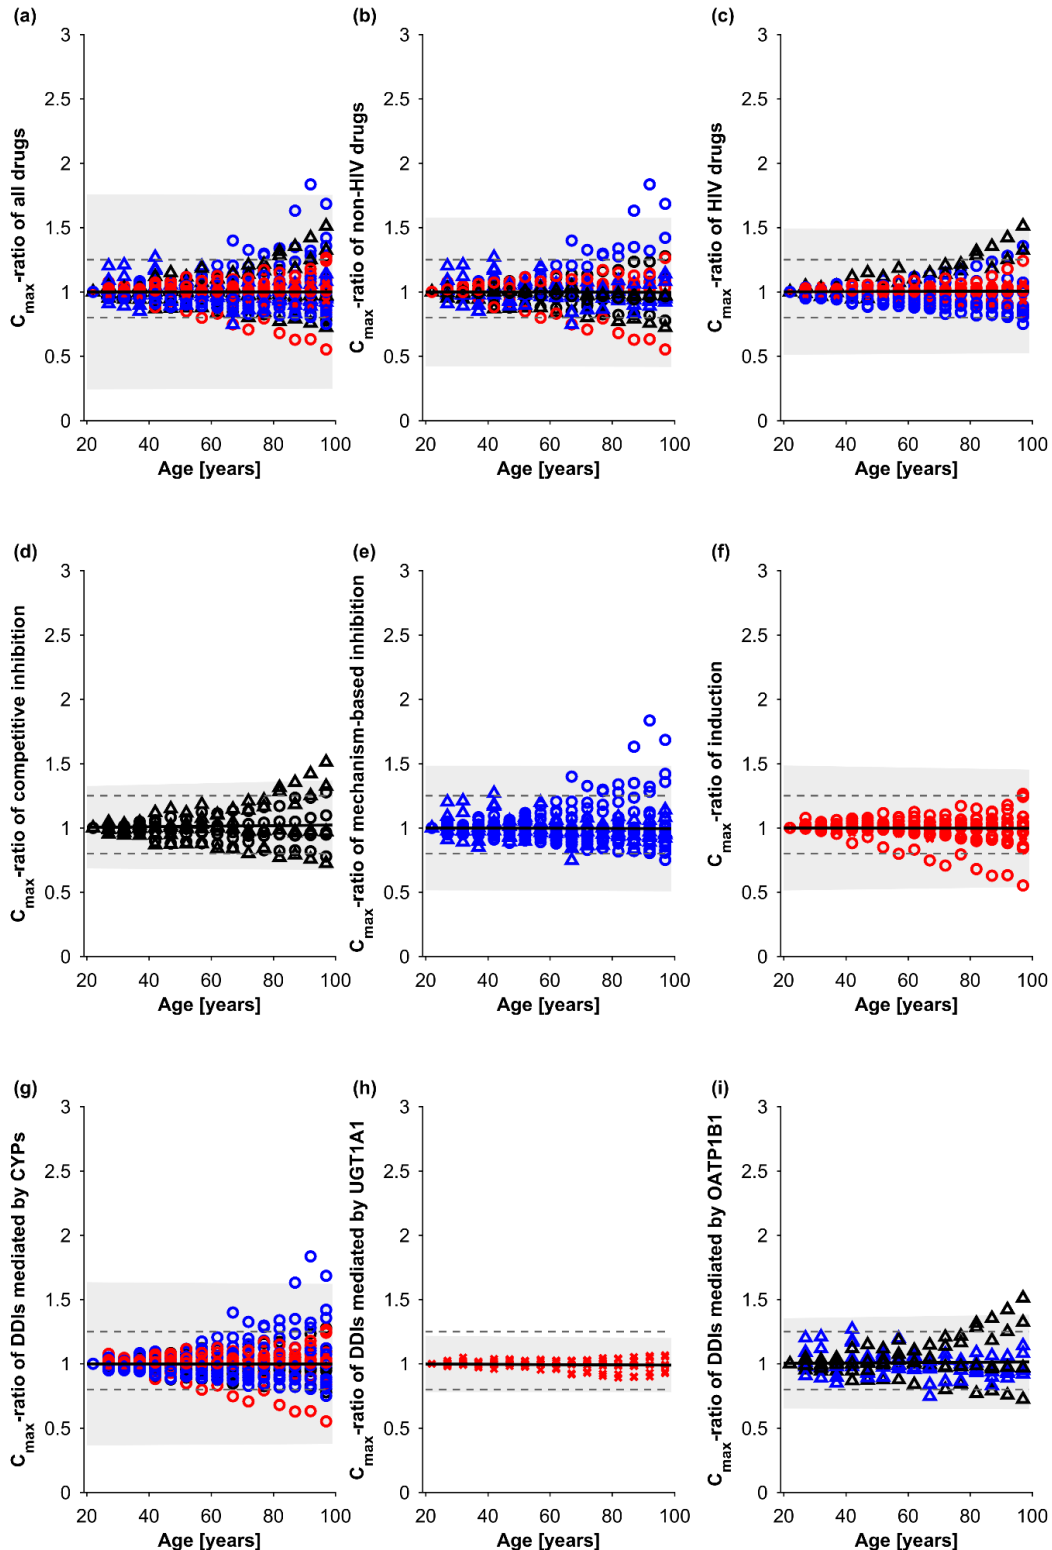 (a)
C_max-ratio of all drugs
3
2.5
2
1.5
1
0.5
0
20 40 60 80 100
Age [years]
(b)
C_max-ratio of non-HIV drugs
3
2.5
2
1.5
1
0.5
0
20 40 60 80 100
Age [years]
(c)
C_max-ratio of HIV drugs
3
2.5
2
1.5
1
0.5
0
20 40 60 80 100
Age [years]
(d)
C_max-ratio of competitive inhibition
3
2.5
2
1.5
1
0.5
0
20 40 60 80 100
Age [years]
(e)
C_max-ratio of mechanism-based inhibition
3
2.5
2
1.5
1
0.5
0
20 40 60 80 100
Age [years]
(f)
C_max-ratio of induction
3
2.5
2
1.5
1
0.5
0
20 40 60 80 100
Age [years]
(g)
C_max-ratio of DDIs mediated by CYPs
3
2.5
2
1.5
1
0.5
0
20 40 60 80 100
Age [years]
(h)
C_max-ratio of DDIs mediated by UGT1A1
3
2.5
2
1.5
1
0.5
0
20 40 60 80 100
Age [years]
(i)
C_max-ratio of DDIs mediated by OATP1B1
3
2.5
2
1.5
1
0.5
0
20 40 60 80 100
Age [years]